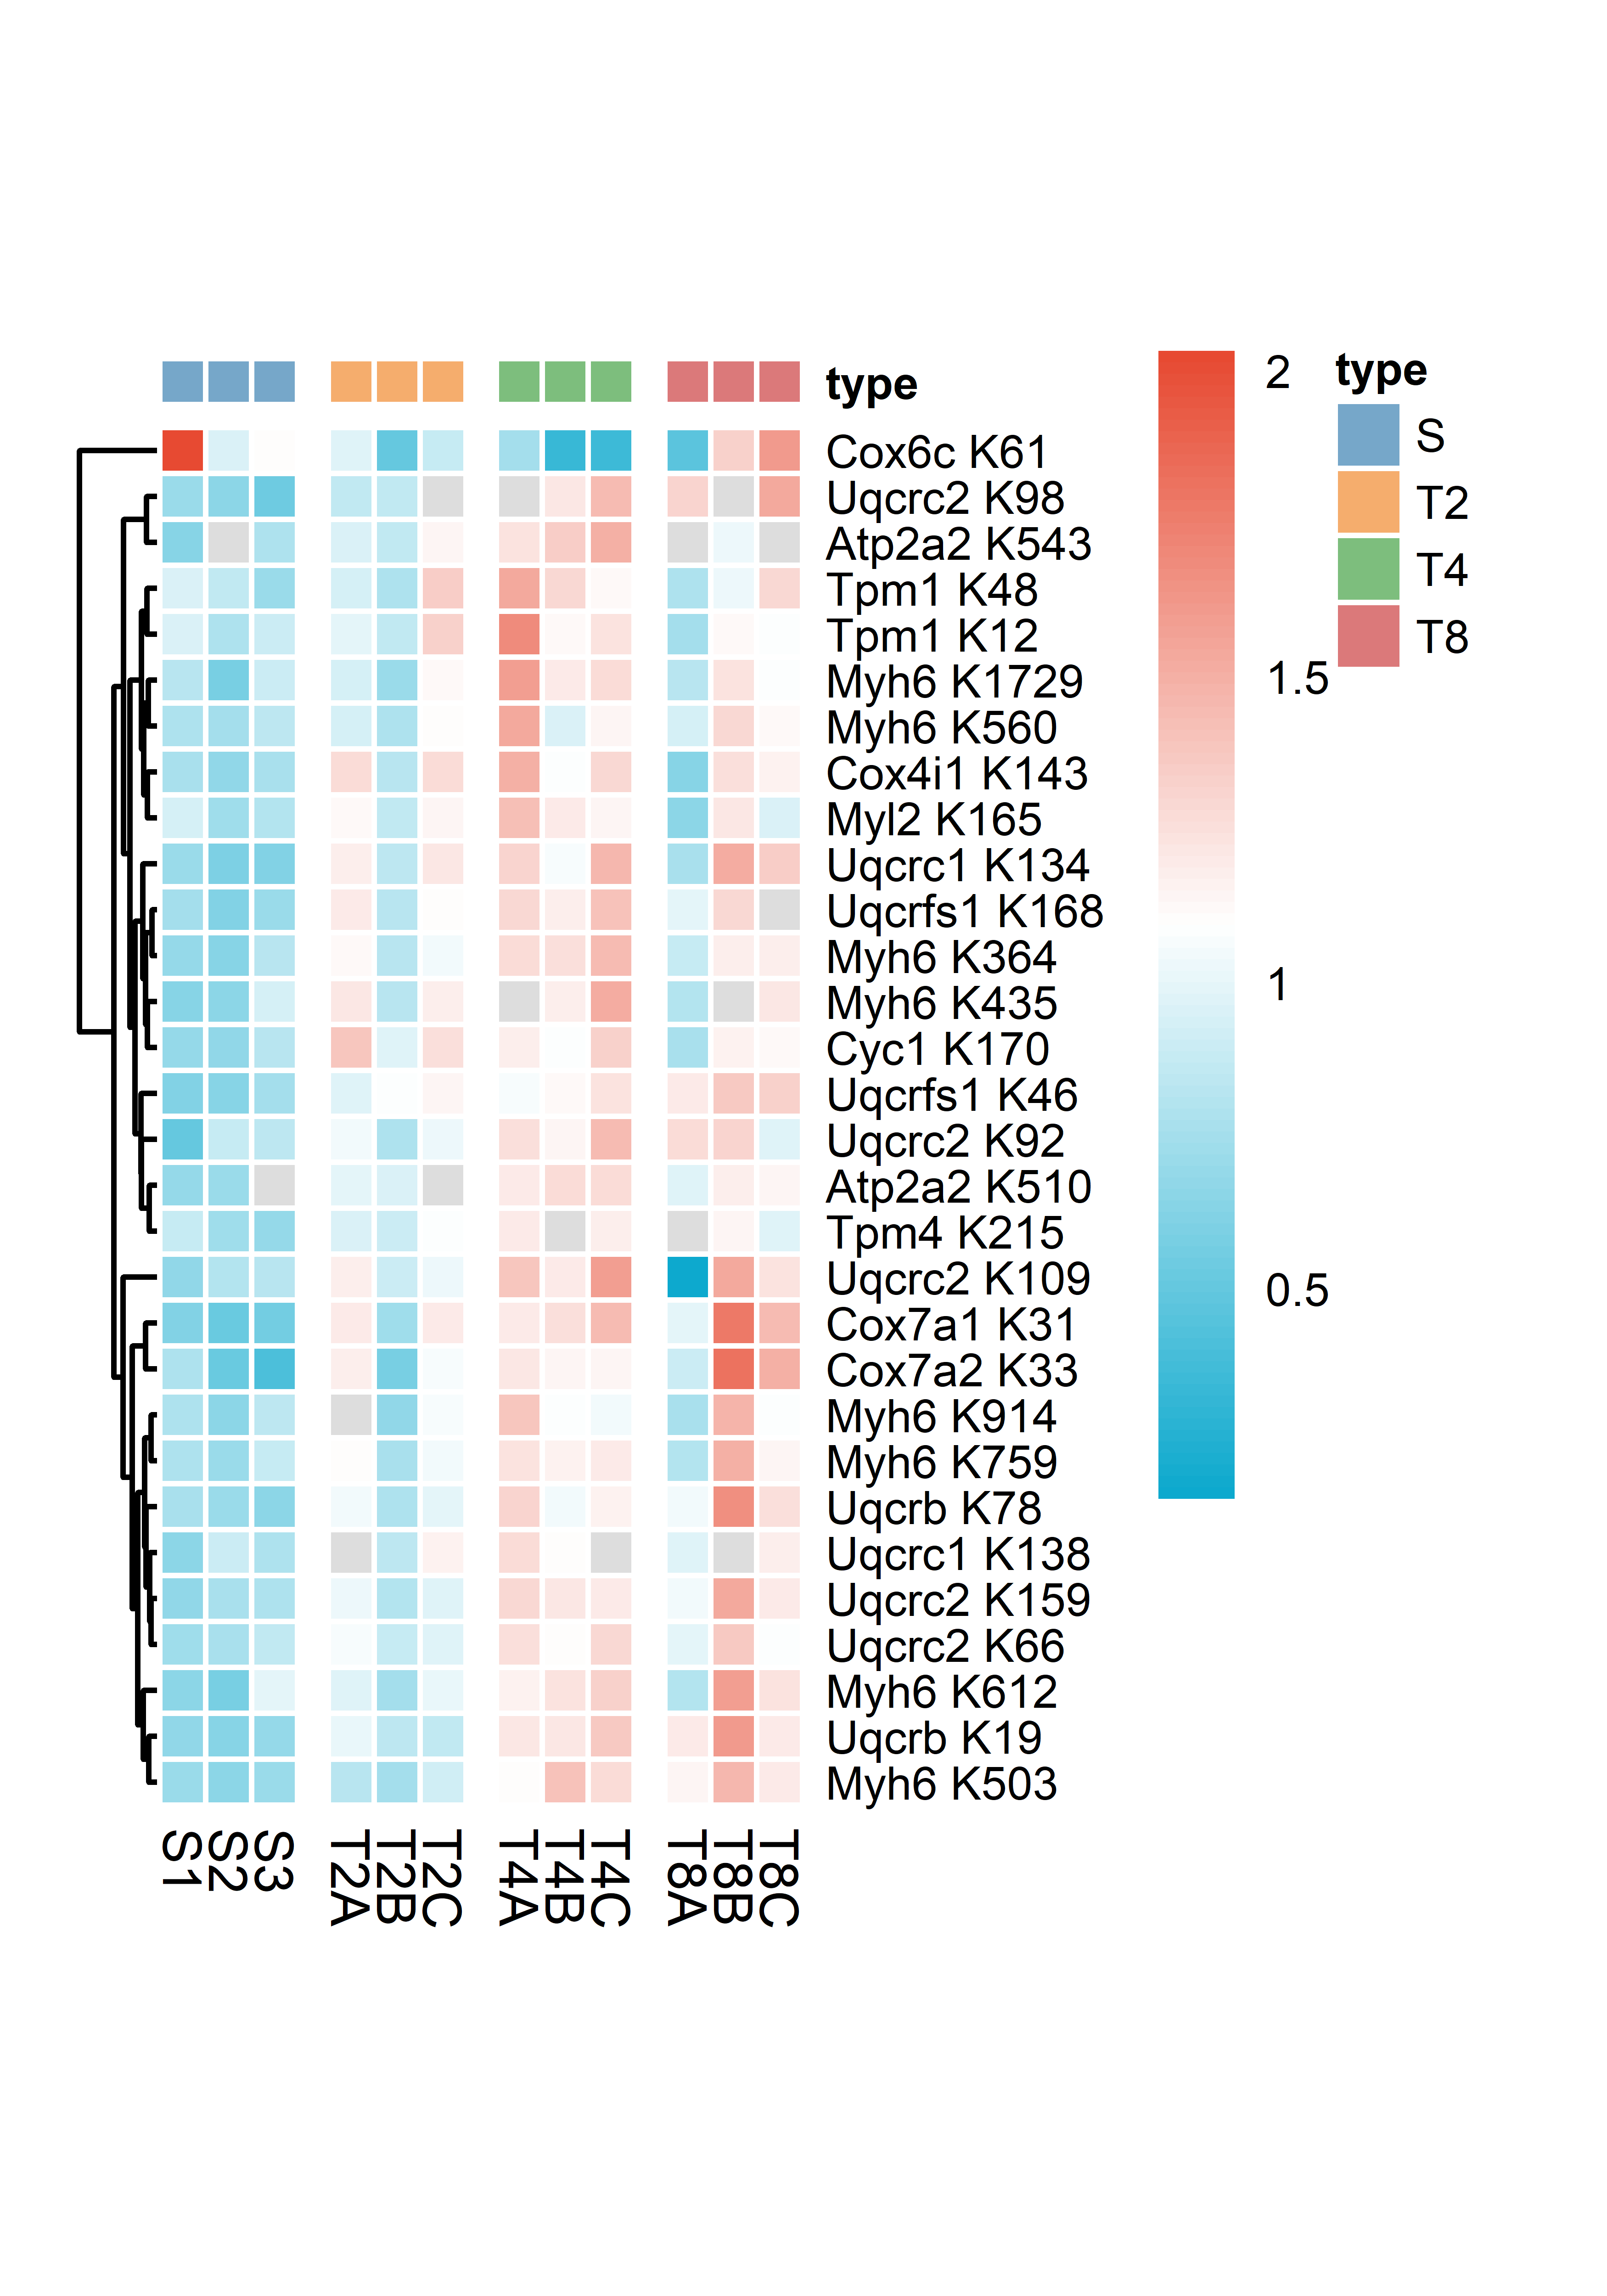 type
Cox6c K61
Uqcrc2 K98
Atp2a2 K543
Tpm1 K48
Tpm1 K12
Myh6 K1729
Myh6 K560
Cox4i1 K143
Myl2 K165
Uqcrc1 K134
Uqcrfs1 K168
Myh6 K364
Myh6 K435
Cyc1 K170
Uqcrfs1 K46
Uqcrc2 K92
Atp2a2 K510
Tpm4 K215
Uqcrc2 K109
Cox7a1 K31
Cox7a2 K33
Myh6 K914
Myh6 K759
Uqcrb K78
Uqcrc1 K138
Uqcrc2 K159
Uqcrc2 K66
Myh6 K612
Uqcrb K19
Myh6 K503
S1 S2 S3 T2A T2B T2C T4A T4B T4C T8A T8B T8C
2
1.5
1
0.5
type
S
T2
T4
T8